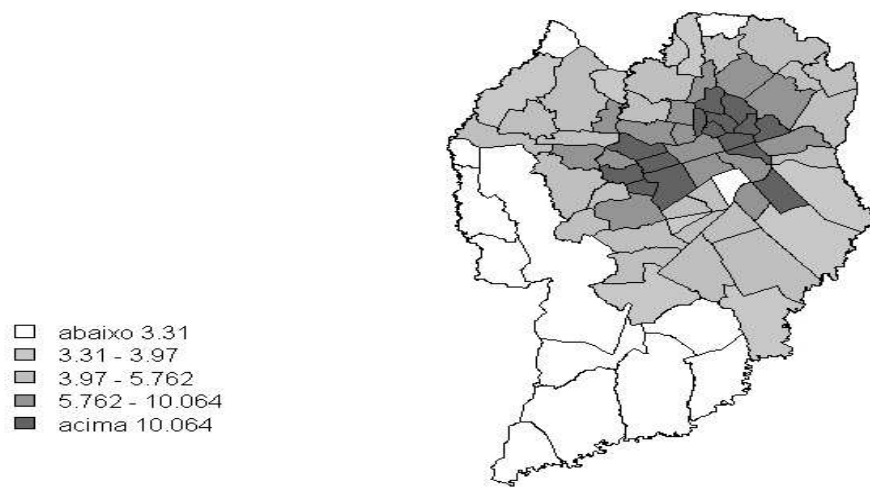 abaixo 3.31
3.31 - 3.97
3.97 - 5.762
5.762 - 10.064
acima 10.064